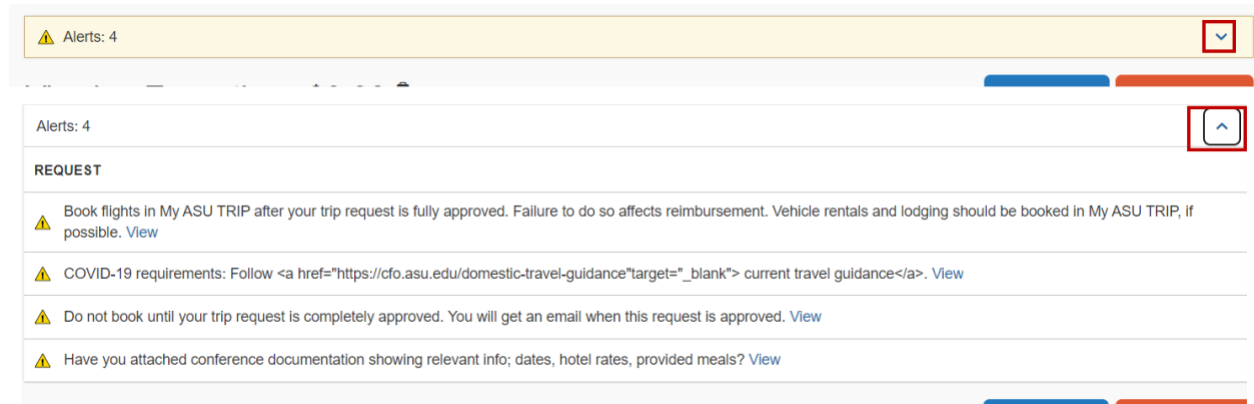 Alerts: 4
Alerts: 4
REQUEST
Book flights in My ASU TRIP after your trip request is fully approved. Failure to do so affects reimbursement. Vehicle rentals and lodging should be booked in My ASU TRIP, if
possible. View
COVID-19 requirements: Follow <a href="https://cfo.asu.edu/domestic-travel-guidance"target="_blank"> current travel guidance</a>. View
Do not book until your trip request is completely approved. You will get an email when this request is approved. View
Have you attached conference documentation showing relevant info; dates, hotel rates, provided meals? View